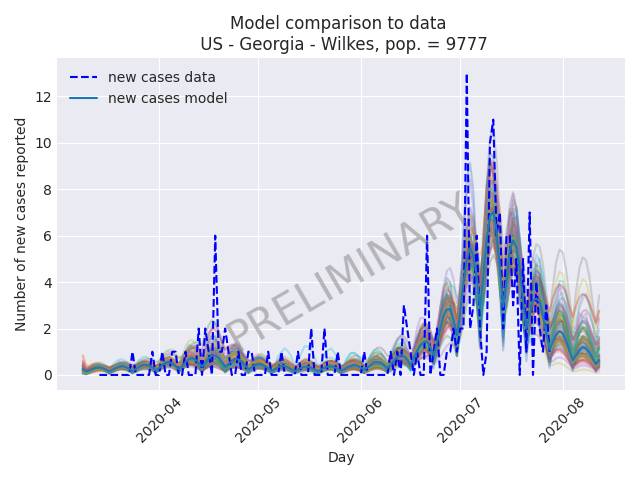 Model comparison to data
US - Georgia - Wilkes, pop. = 9777
new cases data
new cases model
Number of new cases reported
12
10
8
6
4
2
0
PRELIMINARY
2020-04
2020-05
2020-06
2020-07
2020-08
Day